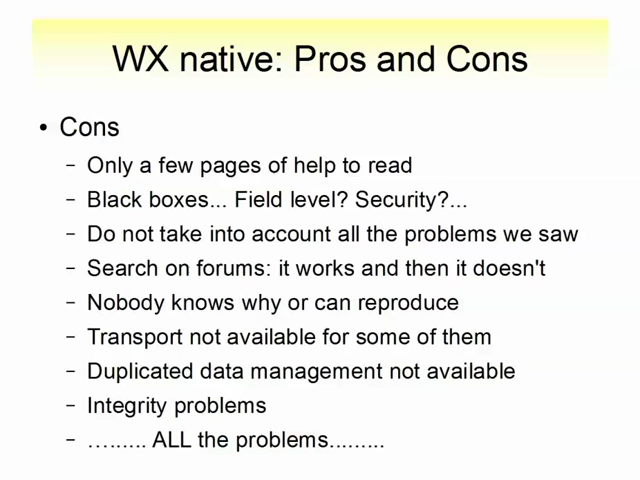 WX native: Pros and Cons
• Cons
– Only a few pages of help to read
– Black boxes... Field level? Security?...
– Do not take into account all the problems we saw
– Search on forums: it works and then it doesn't
– Nobody knows why or can reproduce
– Transport not available for some of them
– Duplicated data management not available
– Integrity problems
– ...…... ALL the problems.........